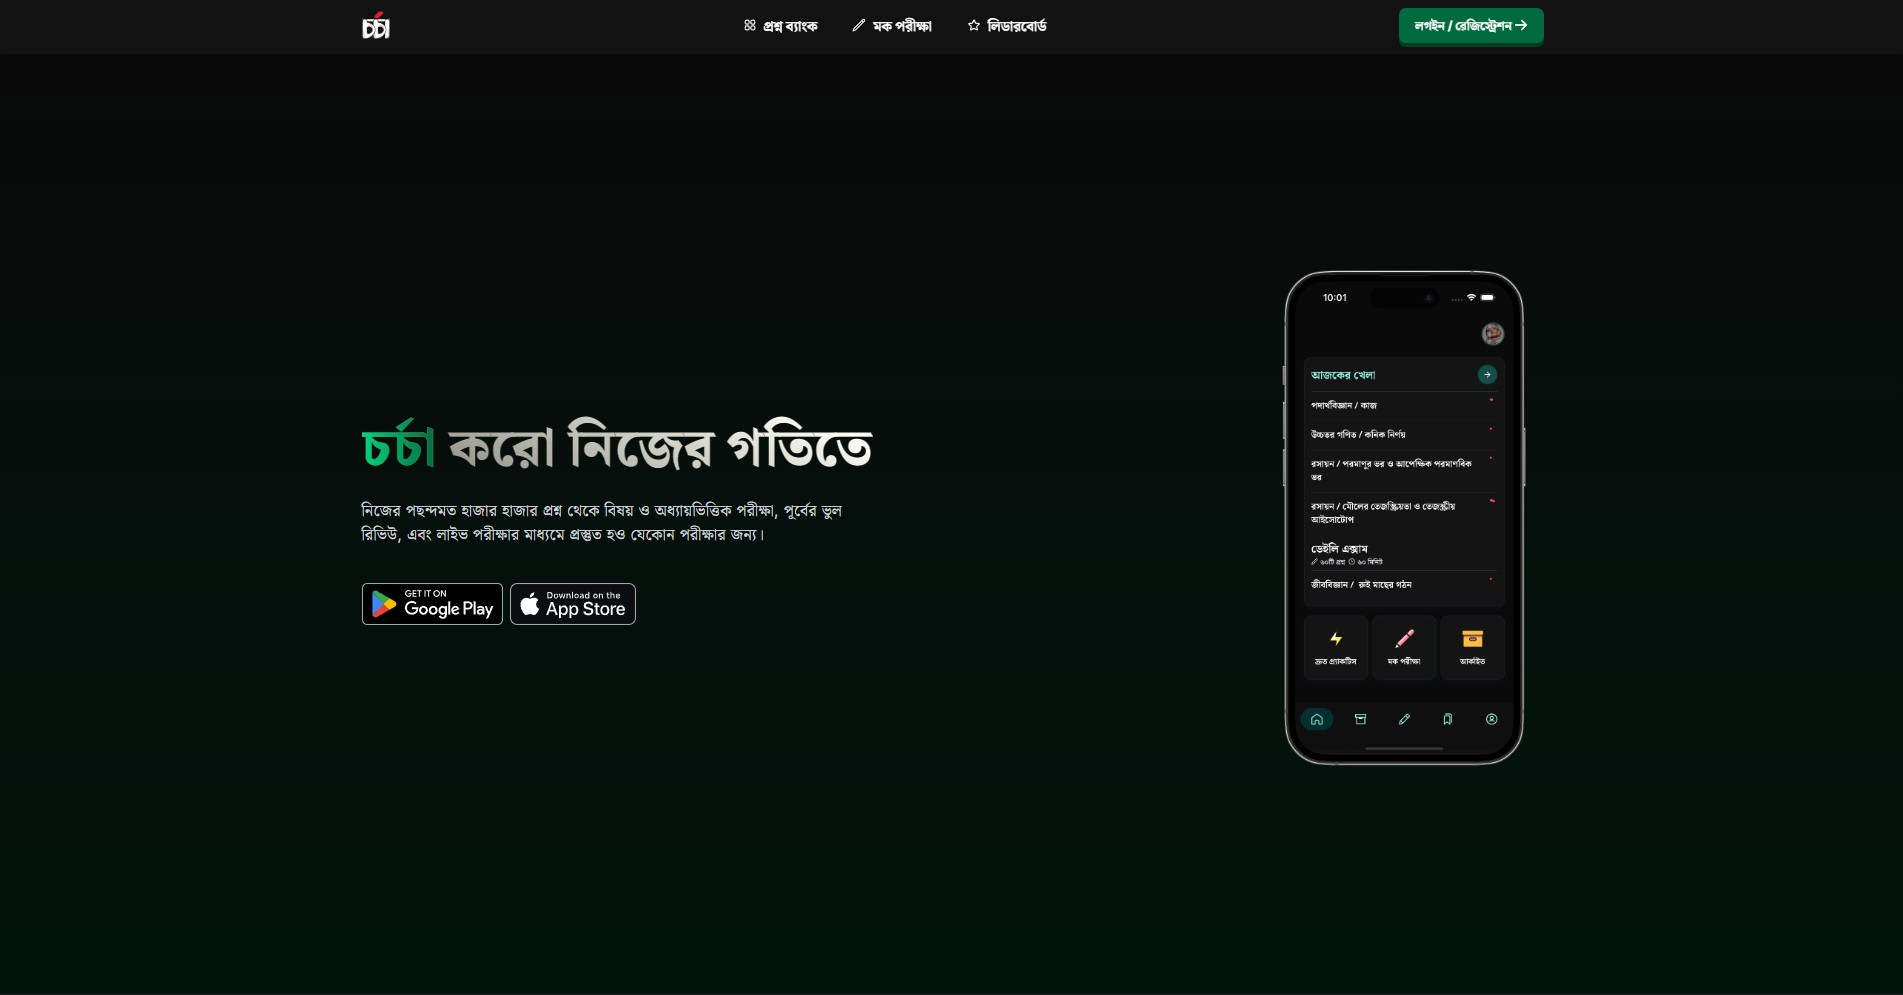 চর্চা
প্রশ্ন ব্যাংক
মক পরীক্ষা
লিডারবোর্ড
লগইন / রেজিস্ট্রেশন
চর্চা করো নিজের গতিতে
নিজের পছন্দমত হাজার হাজার প্রশ্ন থেকে বিষয় ও অধ্যায়ভিত্তিক পরীক্ষা, পূর্বের ভুল
রিভিউ, এবং লাইভ পরীক্ষার মাধ্যমে প্রস্তুত হও যেকোন পরীক্ষার জন্য।
GET IT ON
Google Play
Download on the
App Store
10:01
আজকের খেলা
পদার্থবিজ্ঞান / কাজ
উচ্চতর গণিত / কনিক নির্ণয়
রসায়ন / পরমাণুর ভর ও আপেক্ষিক পরমাণবিক
ভর
রসায়ন / মৌলের তেজস্ক্রিয়তা ও তেজস্ক্রীয়
আইসোটোপ
ডেইলি এক্সাম
৬০টি প্রশ্ন ৬০ মিনিট
জীববিজ্ঞান / রুই মাছের গঠন
দ্রুত প্র্যাকটিস
মক পরীক্ষা
আর্কাইভ